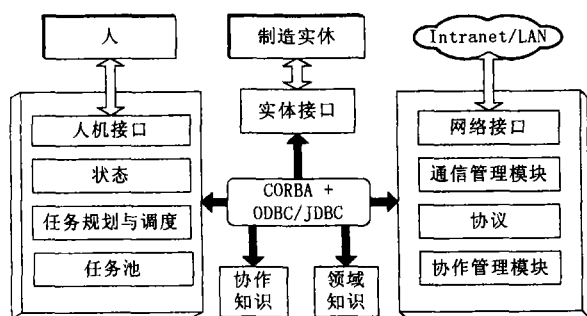 人
制造实休
Intranet/LAN
人机接口
状态
任务规划与调度
任务池
实体接口
CORBA +
ODBC/JDBC
协作
知识
领域
知识
网络接口
通信管理模块
协议
协作管理模块